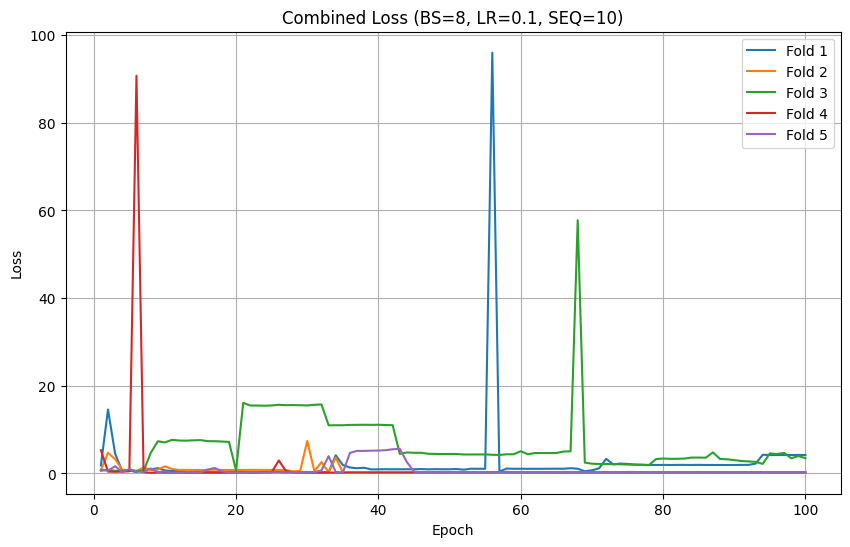 Combined Loss (BS=8, LR=0.1, SEQ=10)
Loss
100
80
60
40
20
0
0 20 40 60 80 100
Epoch
Fold 1
Fold 2
Fold 3
Fold 4
Fold 5